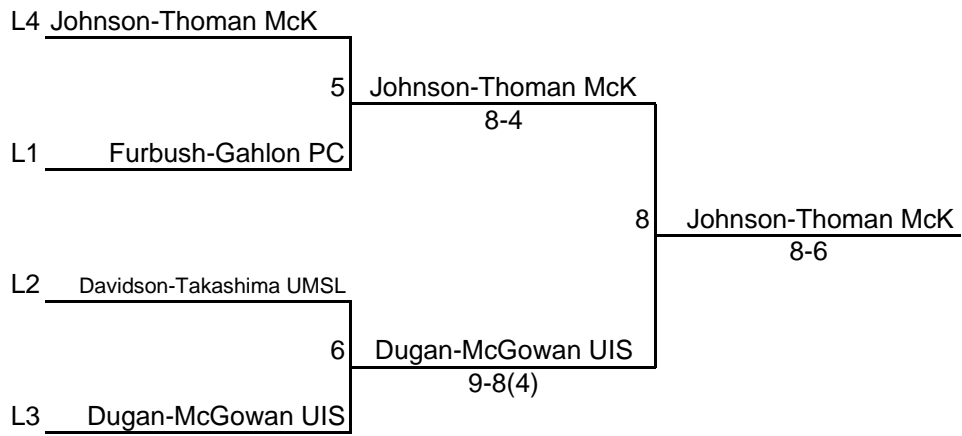 L4 Johnson-Thoman McK
5 Johnson-Thoman McK
8-4
L1 Furbush-Gahlon PC
8 Johnson-Thoman McK
8-6
L2 Davidson-Takashima UMSL
6 Dugan-McGowan UIS
9-8(4)
L3 Dugan-McGowan UIS